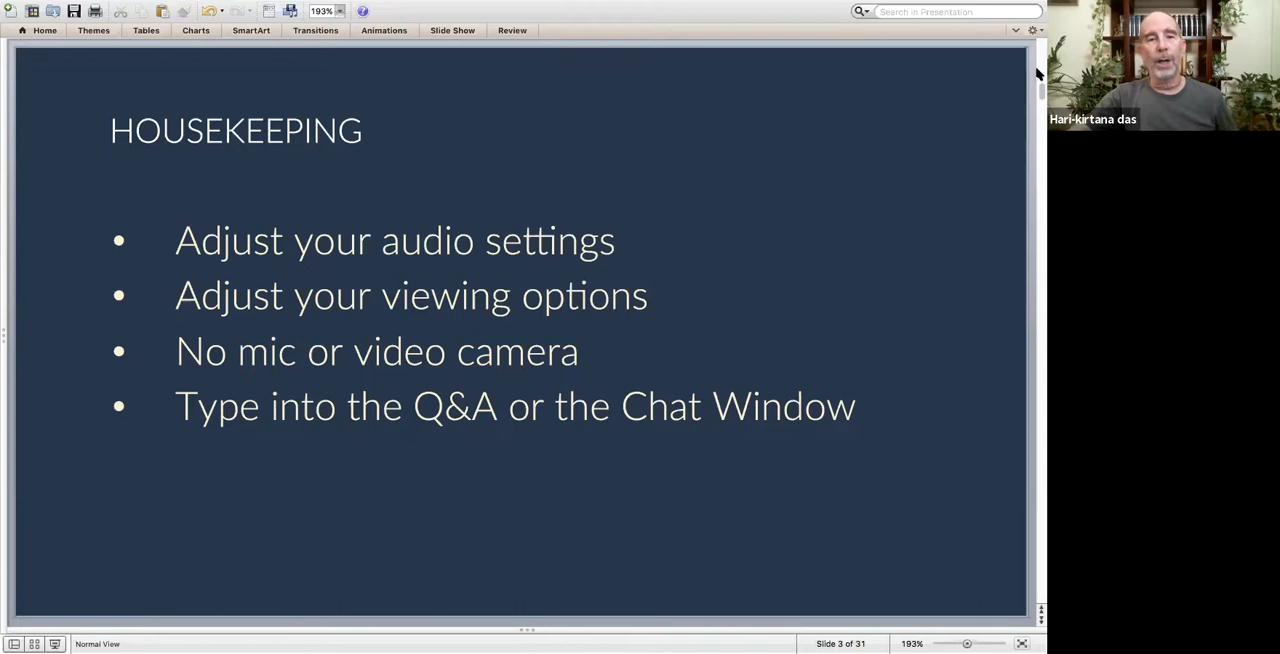 193%
Search in Presentation
Home Themes Tables Charts SmartArt Transitions Animations Slide Show Review
HOUSEKEEPING
• Adjust your audio settings
• Adjust your viewing options
• No mic or video camera
• Type into the Q&A or the Chat Window
Hari-kirtana das
Normal View Slide 3 of 31 193%